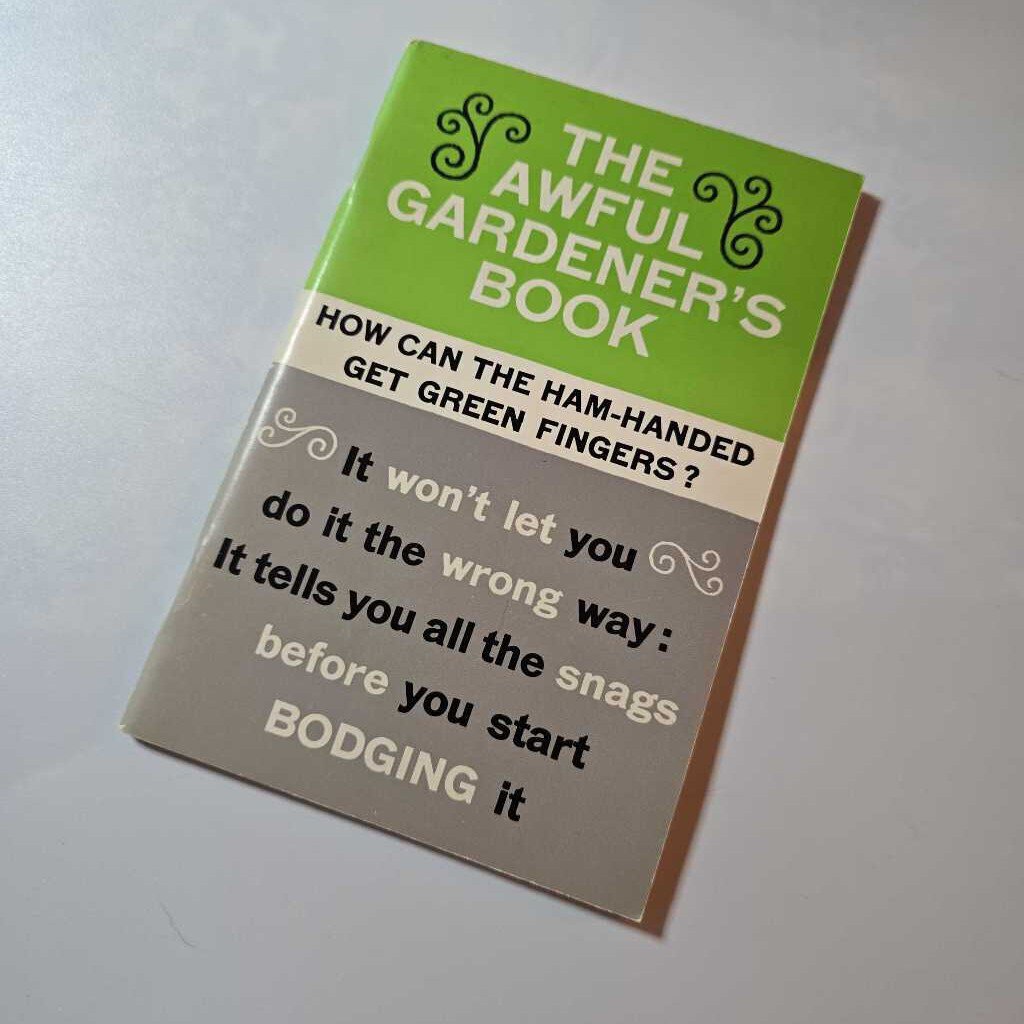 THE
AWFUL
GARDENER'S
BOOK
HOW CAN THE HAM-HANDED
GET GREEN FINGERS?
It won't let you
do it the wrong way:
It tells you all the snags
before you start
BODGING it